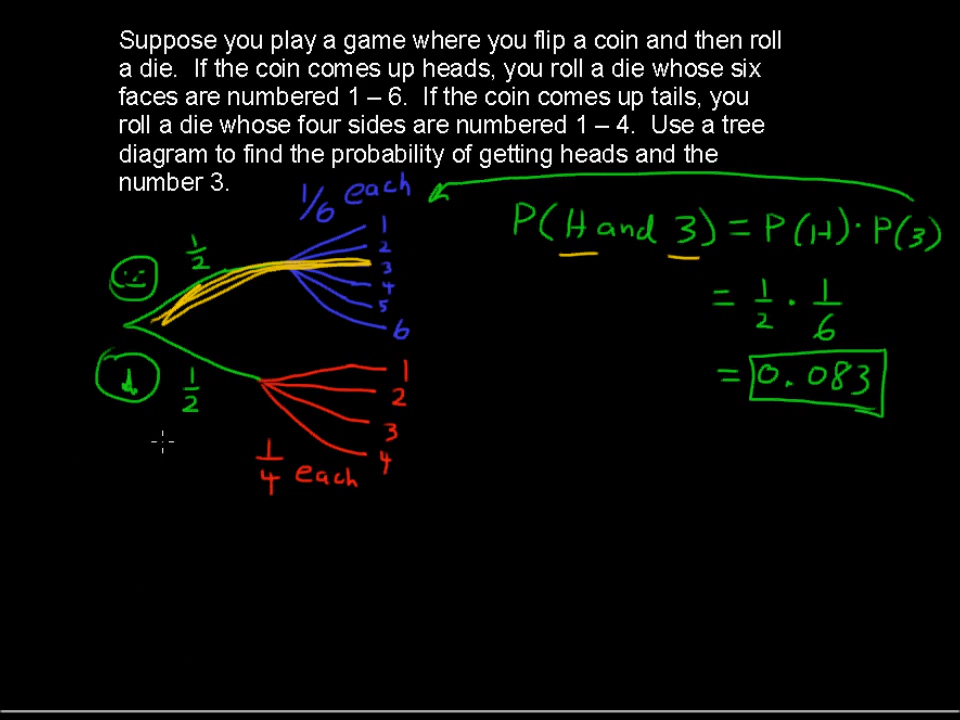 Suppose you play a game where you flip a coin and then roll
a die. If the coin comes up heads, you roll a die whose six
faces are numbered 1 – 6. If the coin comes up tails, you
roll a die whose four sides are numbered 1 – 4. Use a tree
diagram to find the probability of getting heads and the
number 3.
1/6 each
1
2
3
4
5
6
1/2
1/2
1
2
3
4
1/4 each
P(H and 3) = P(H) · P(3)
= 1/2 · 1/6
= 0.083